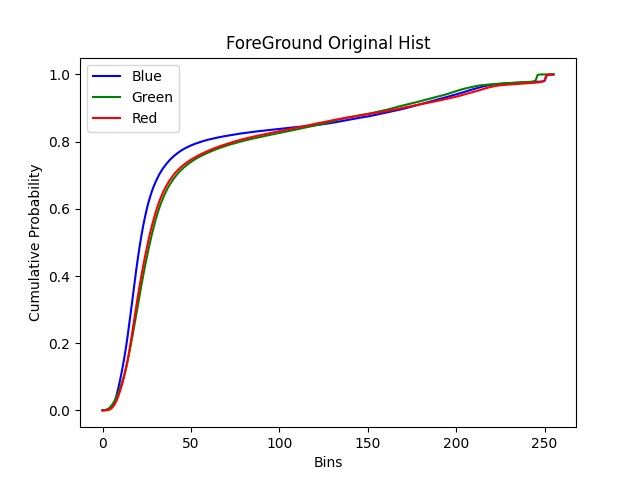 ForeGround Original Hist
Blue
Green
Red
Cumulative Probability
1.0
0.8
0.6
0.4
0.2
0.0
0 50 100 150 200 250
Bins